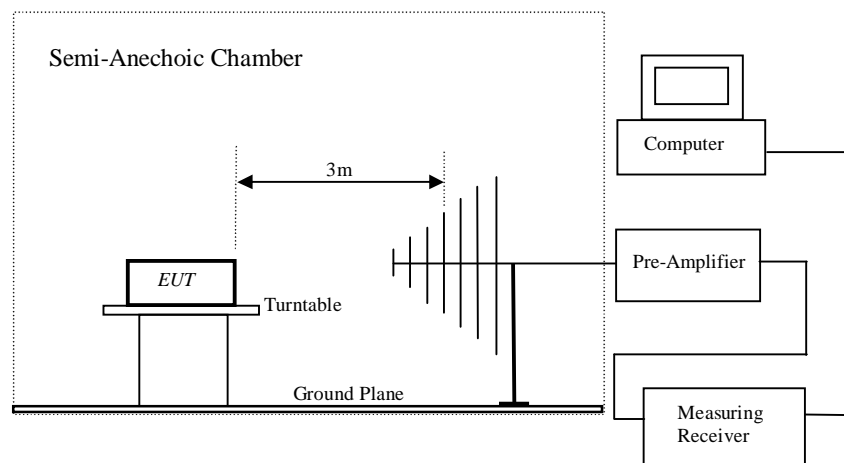 Semi-Anechoic Chamber
Computer
3m
Pre-Amplifier
EUT
Turntable
Ground Plane
Measuring
Receiver